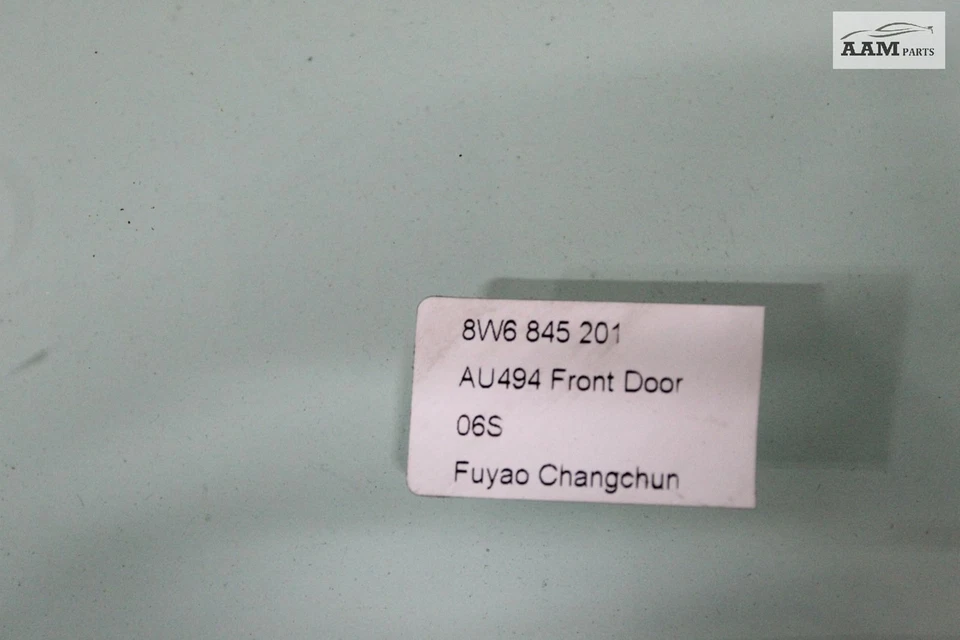 AAM PARTS
8W6 845 201
AU494 Front Door
06S
Fuyao Changchun